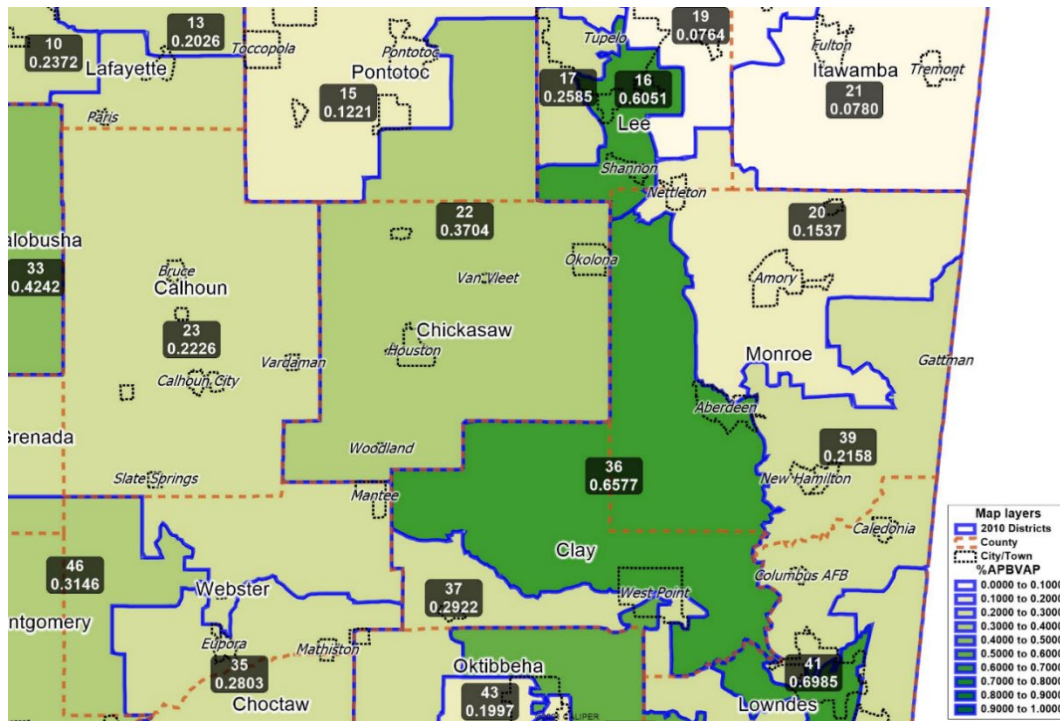 13
0.2026
19
0.0764
10
0.2372
Toccopola
Pontotoc
Tupelo
Fulton
Lafayette
Pontotoc
Itawamba
Tremont
17
0.2585
16
0.6051
21
0.0780
15
0.1221
Paris
Lee
Shannon
Nettleton
22
0.3704
20
0.1537
alobusha
33
0.4242
Okolona
Bruce
Calhoun
Van Vleet
Amory
23
0.2226
Chickasaw
Houston
Vardaman
Monroe
Gattman
Calhoun City
Aberdeen
Grenada
Woodland
39
0.2158
36
0.6577
Slate Springs
New Hamilton
Mantee
Caledonia
Clay
46
0.3146
Columbus AFB
Webster
37
0.2922
West Point
ntgomery
Eupora
Mathiston
35
0.2803
Choctaw
Oktibbeha
43
0.1997
41
0.6985
Lowndes
Map layers
2010 Districts
County
City/Town
%APBVAP
0.0000 to 0.1000
0.1000 to 0.2000
0.2000 to 0.3000
0.3000 to 0.4000
0.4000 to 0.5000
0.5000 to 0.6000
0.6000 to 0.7000
0.7000 to 0.8000
0.8000 to 0.9000
0.9000 to 1.0000